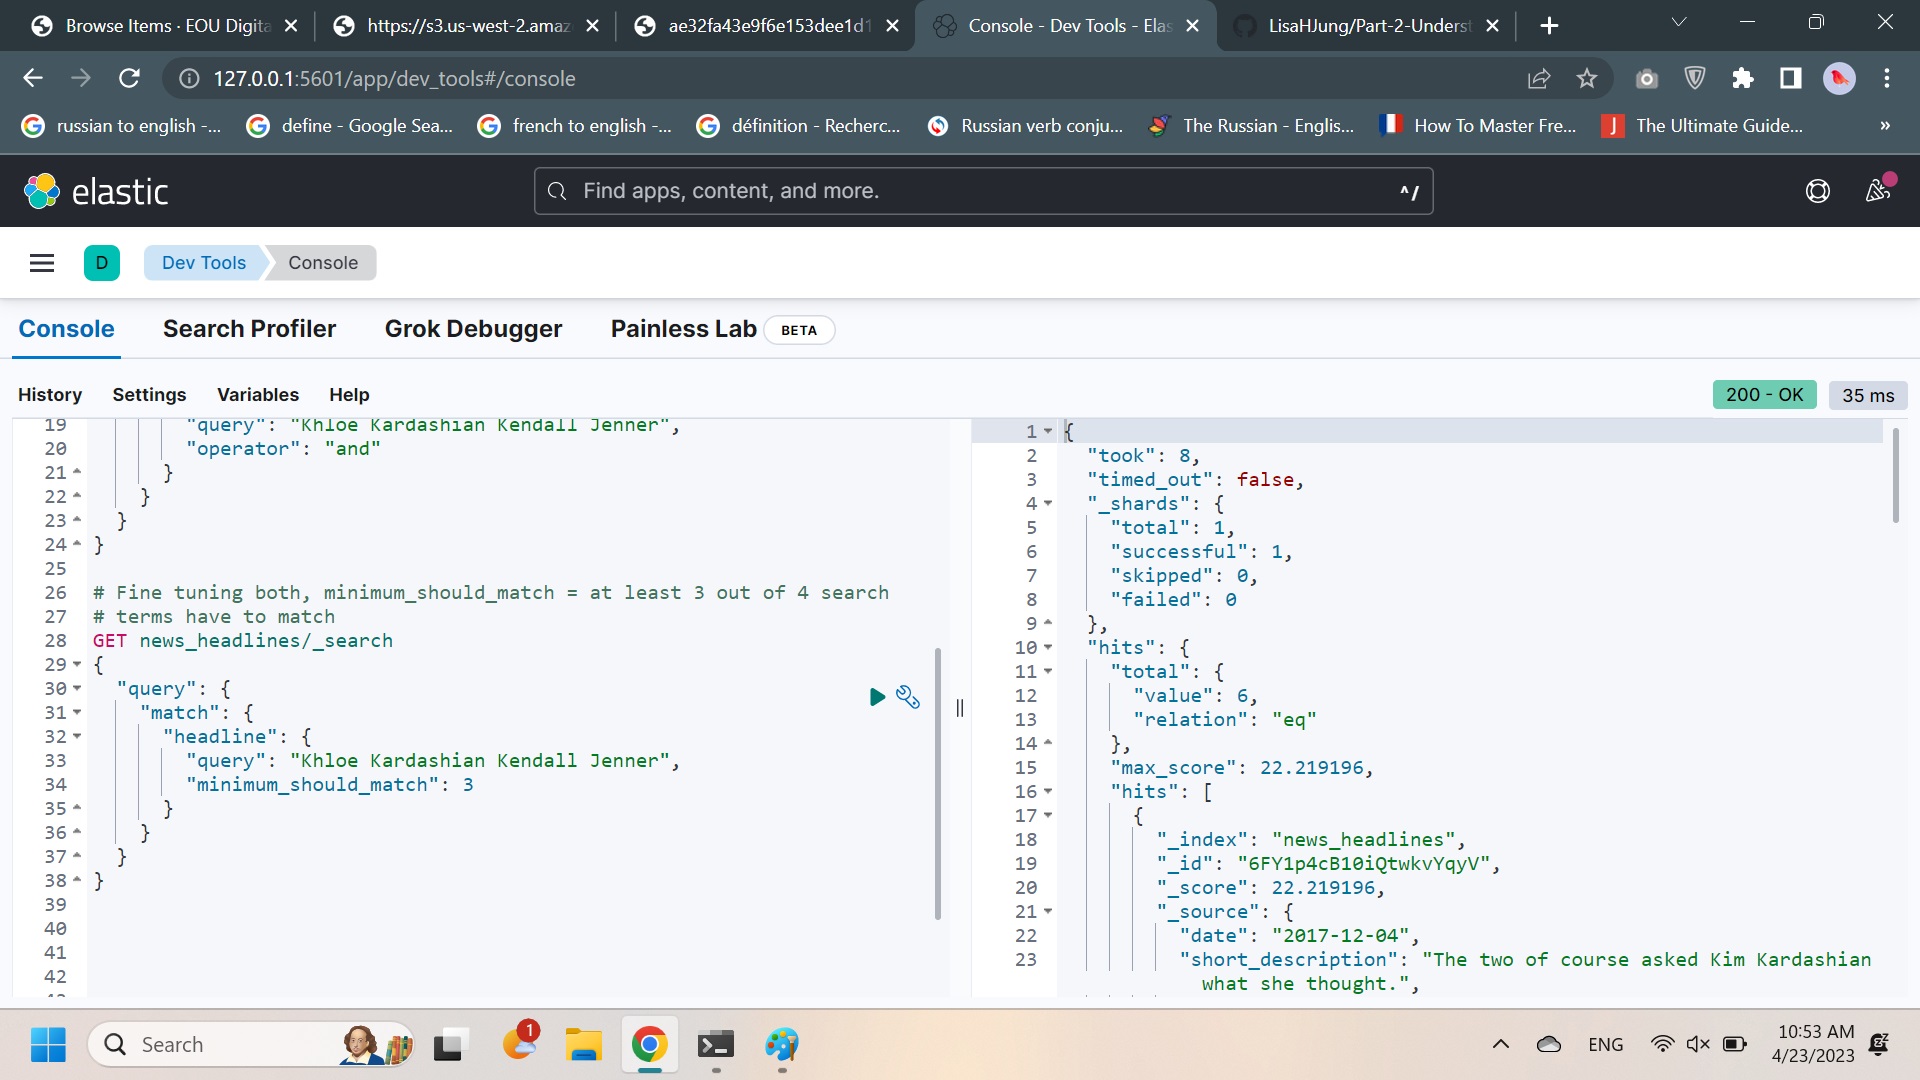 Browse Items · EOU Digita
https://s3.us-west-2.amaz
ae32fa43e9f6e153dee1d1
Console - Dev Tools - Elas
LisaHJung/Part-2-Underst
127.0.0.1:5601/app/dev_tools#/console
russian to english -...
define - Google Sea...
french to english -...
définition - Recherc...
Russian verb conju...
The Russian - Englis...
How To Master Fre...
J The Ultimate Guide...
»
elastic
Find apps, content, and more.
^/
D
Dev Tools
Console
Console
Search Profiler
Grok Debugger
Painless Lab
BETA
History
Settings
Variables
Help
200 - OK
35 ms
19 "query": "Khloe Kardashian Kendall Jenner",
20 "operator": "and"
21 }
22 }
23 }
24 }
25
26 # Fine tuning both, minimum_should_match = at least 3 out of 4 search
27 # terms have to match
28 GET news_headlines/_search
29 {
30 "query": {
31 "match": {
32 "headline": {
33 "query": "Khloe Kardashian Kendall Jenner",
34 "minimum_should_match": 3
35 }
36 }
37 }
38 }
39
40
41
42
1 {
2 "took": 8,
3 "timed_out": false,
4 "_shards": {
5 "total": 1,
6 "successful": 1,
7 "skipped": 0,
8 "failed": 0
9 },
10 "hits": {
11 "total": {
12 "value": 6,
13 "relation": "eq"
14 },
15 "max_score": 22.219196,
16 "hits": [
17 {
18 "_index": "news_headlines",
19 "_id": "6FY1p4cB10iQtwkvYqyV",
20 "_score": 22.219196,
21 "_source": {
22 "date": "2017-12-04",
23 "short_description": "The two of course asked Kim Kardashian
what she thought.",
Search
1
ENG
10:53 AM
4/23/2023